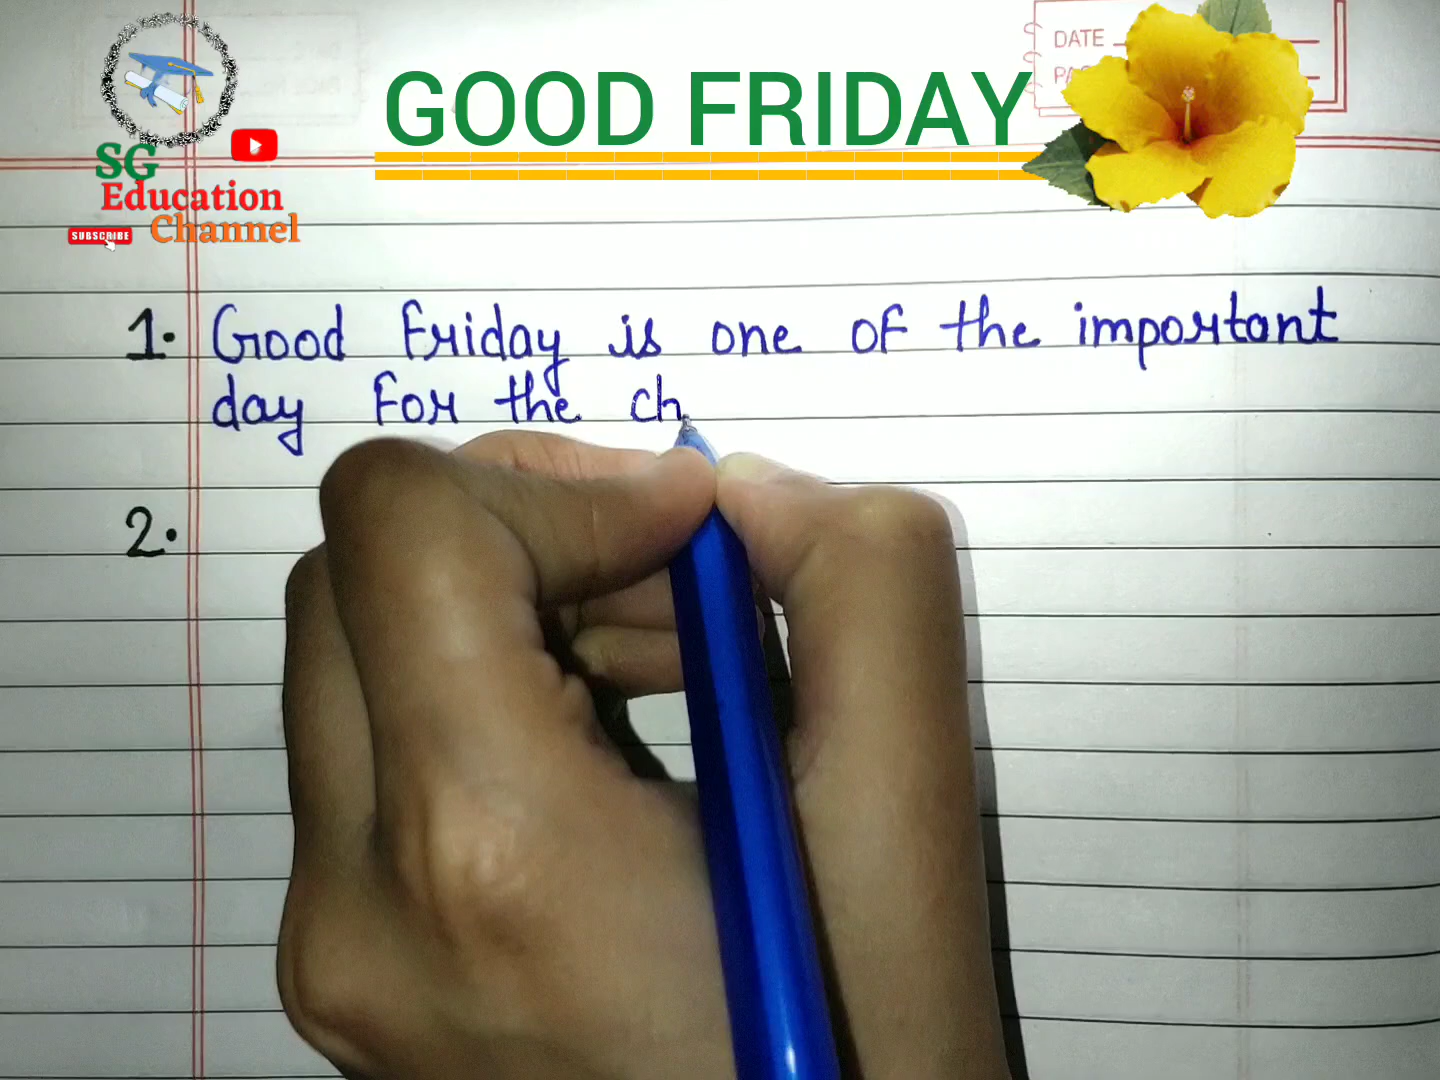 DATE
GOOD FRIDAY
SG
Education
Channel
SUBSCRIBE
1. Good Friday is one of the important
day For the ch
2.